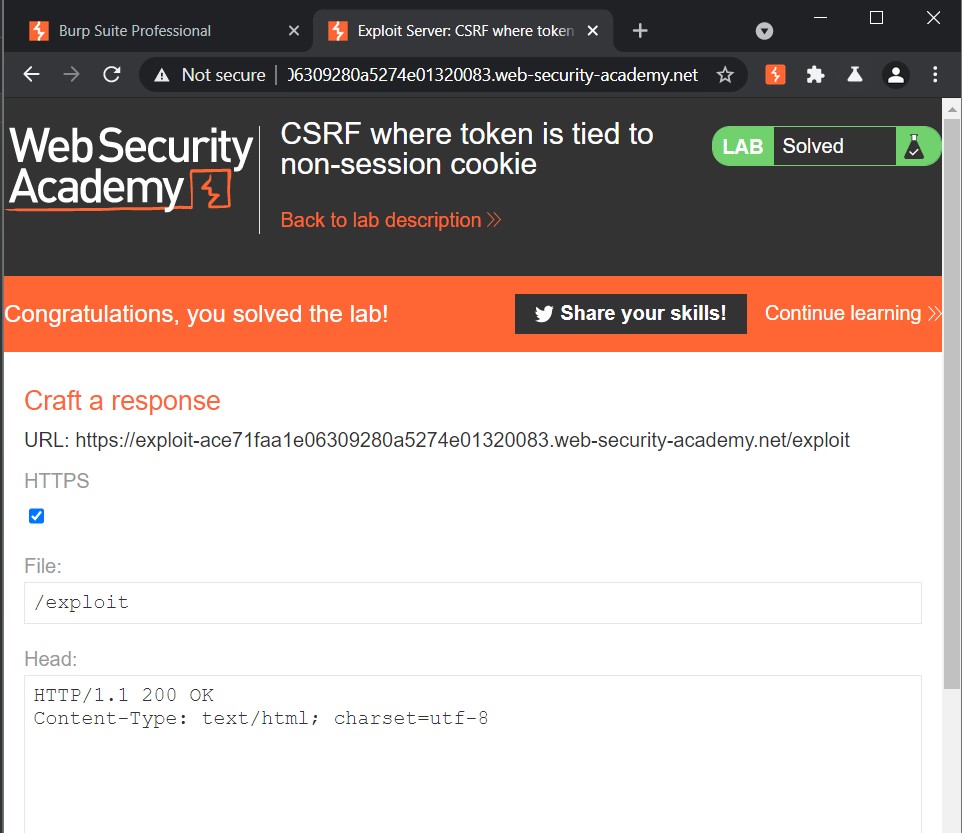 Burp Suite Professional
Exploit Server: CSRF where token
Not secure
06309280a5274e01320083.web-security-academy.net
Web Security
Academy
CSRF where token is tied to
non-session cookie
LAB Solved
Back to lab description
Congratulations, you solved the lab!
Share your skills!
Continue learning
Craft a response
URL: https://exploit-ace71faa1e06309280a5274e01320083.web-security-academy.net/exploit
HTTPS
File:
/exploit
Head:
HTTP/1.1 200 OK
Content-Type: text/html; charset=utf-8